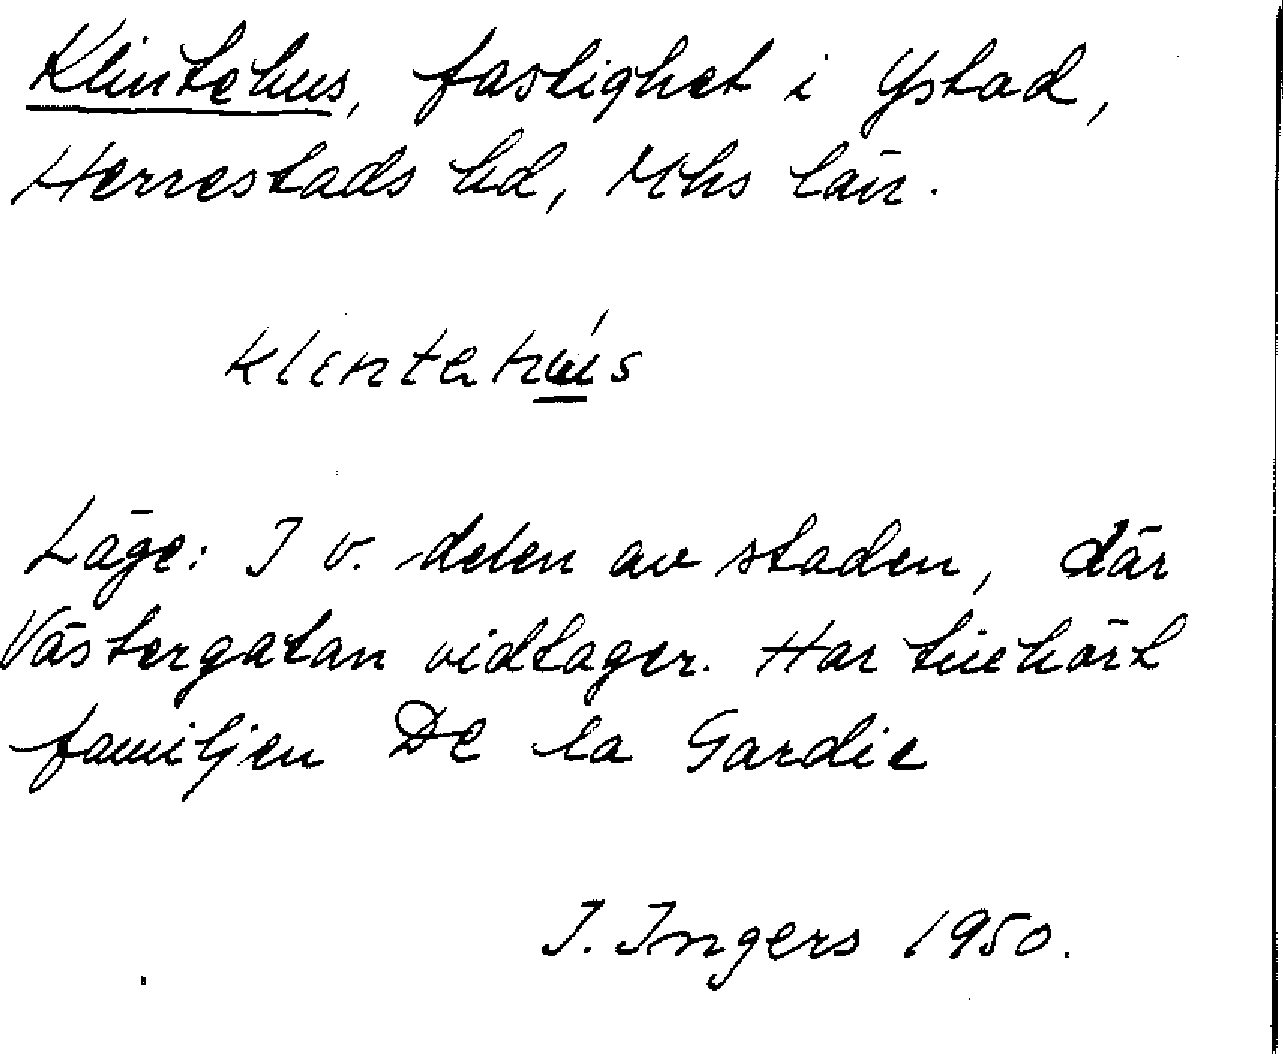 Klintehus, fastighet i Ystad,
Herrestads hd, Mhs län.
klintehús
Läge: I v. delen av staden, där
Västergatan vidtager. Har tillhört
familjen De la Gardie
I. Ingers 1950.